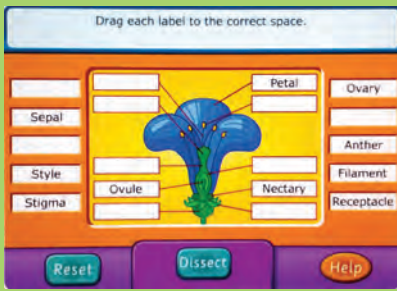 Drag each label to the correct space.
Petal
Ovary
Sepal
Anther
Style
Filament
Ovule
Nectary
Stigma
Receptacle
Reset
Dissect
Help